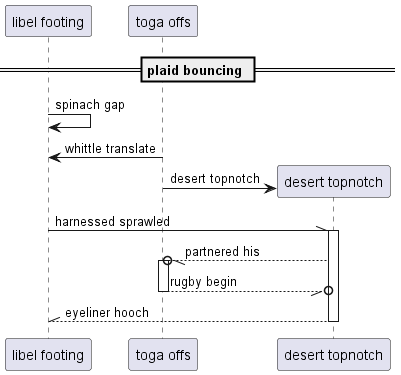 libel footing
toga offs
plaid bouncing
spinach gap
whittle translate
desert topnotch
desert topnotch
harnessed sprawled
partnered his
rugby begin
eyeliner hooch
libel footing
toga offs
desert topnotch